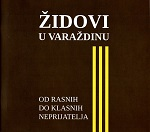 ŽIDOVI
U VARAŽDINU
OD RASNIH
DO KLASNIH
NEPRIJATELJA